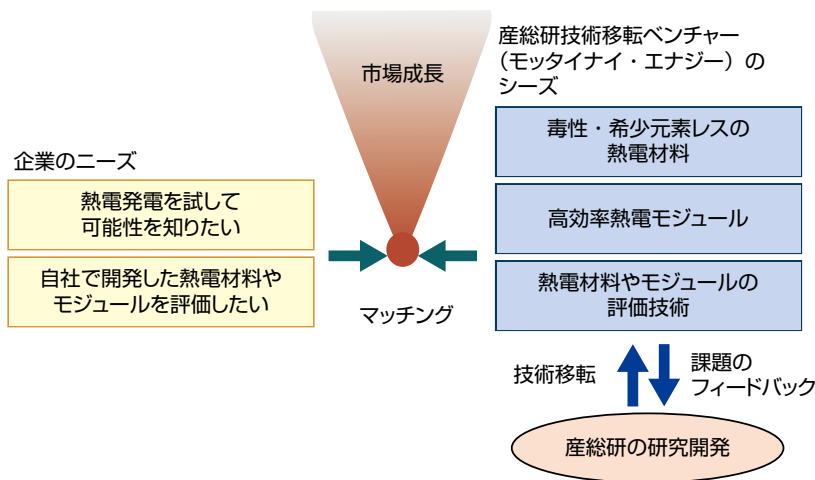 企業のニーズ
熱電発電を試して
可能性を知りたい
自社で開発した熱電材料や
モジュールを評価したい
市場成長
マッチング
産総研技術移転ベンチャー
（モッタイナイ・エナジー）の
シーズ
毒性・希少元素レスの
熱電材料
高効率熱電モジュール
熱電材料やモジュールの
評価技術
技術移転
課題の
フィードバック
産総研の研究開発